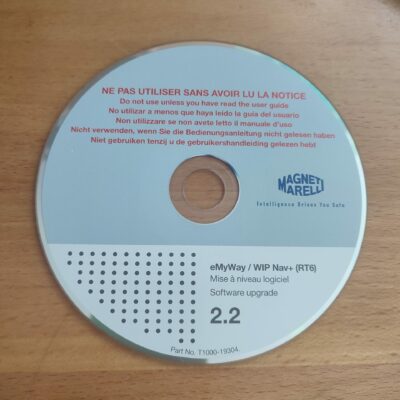 NE PAS UTILISER SANS AVOIR LU LA NOTICE
Do not use unless you have read the user guide
No utilizar a menos que haya leído la guía del usuario
Non utilizzare se non avete letto il manuale d'uso
Nicht verwenden, wenn Sie die Bedienungsanleitung nicht gelesen haben
Niet gebruiken tenzij u de gebruikershandleiding gelezen hebt
MAGNETI
MARELLI
Intelligence Drives You Safe
eMyWay / WIP Nav+ (RT6)
Mise à niveau logiciel
Software upgrade
2.2
Part No. T1000-19304